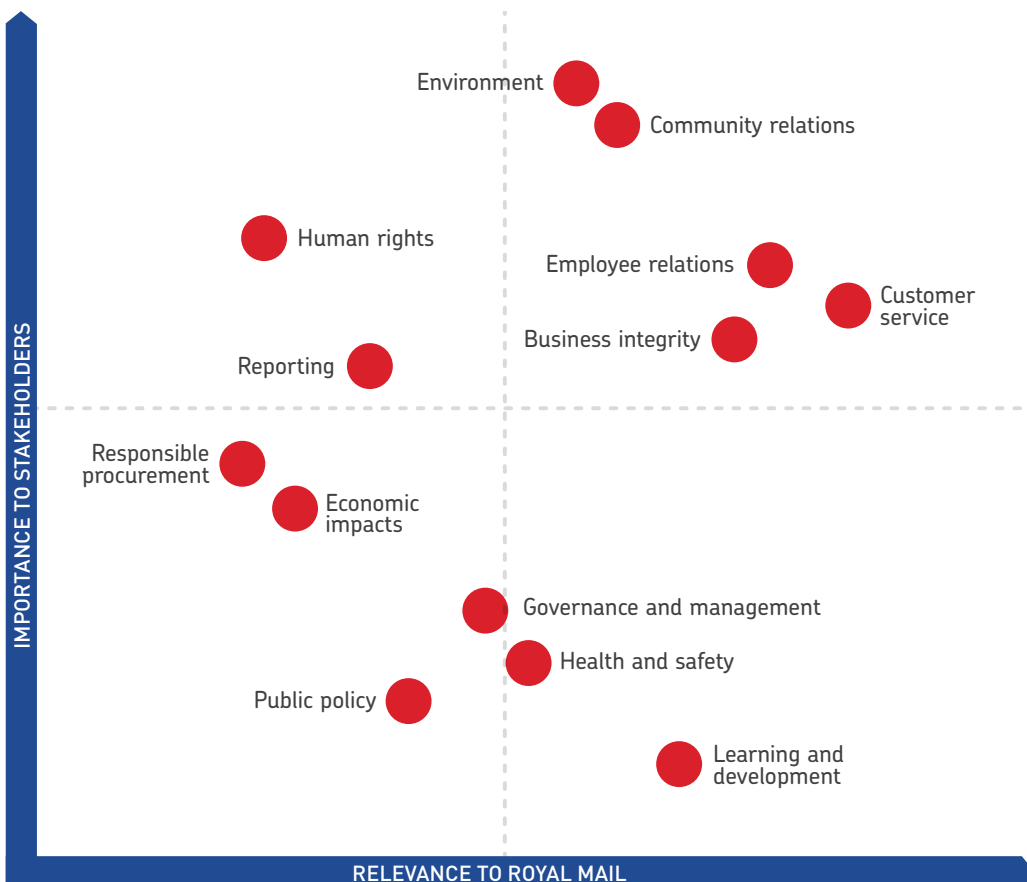 Environment
Community relations
Human rights
Employee relations
Customer
service
Business integrity
Reporting
Responsible
procurement
Economic
impacts
Governance and management
Health and safety
Public policy
Learning and
development
IMPORTANCE TO STAKEHOLDERS
RELEVANCE TO ROYAL MAIL